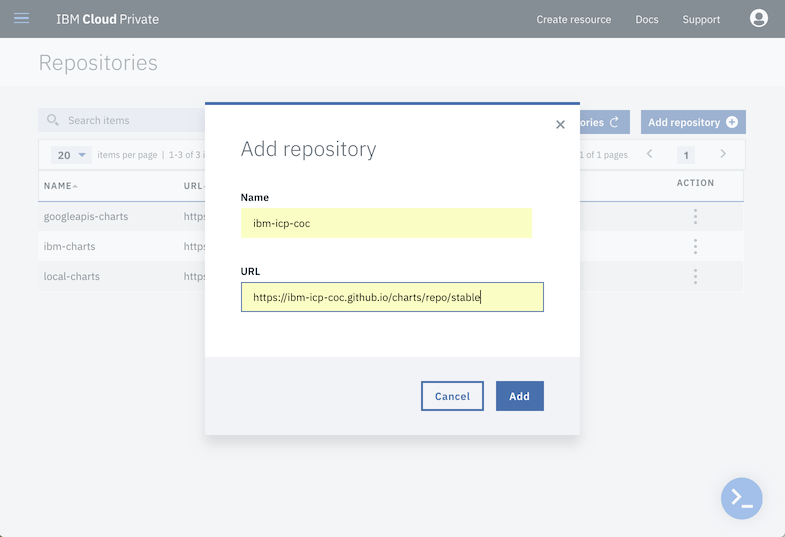 IBM Cloud Private
Create resource
Docs
Support
Repositories
Search items
ories
Add repository
20
items per page | 1-3 of 3 i
1 of 1 pages
1
NAME
URL
ACTION
googleapis-charts
https
ibm-charts
https
local-charts
https
Add repository
Name
ibm-icp-coc
URL
https://ibm-icp-coc.github.io/charts/repo/stable
Cancel
Add